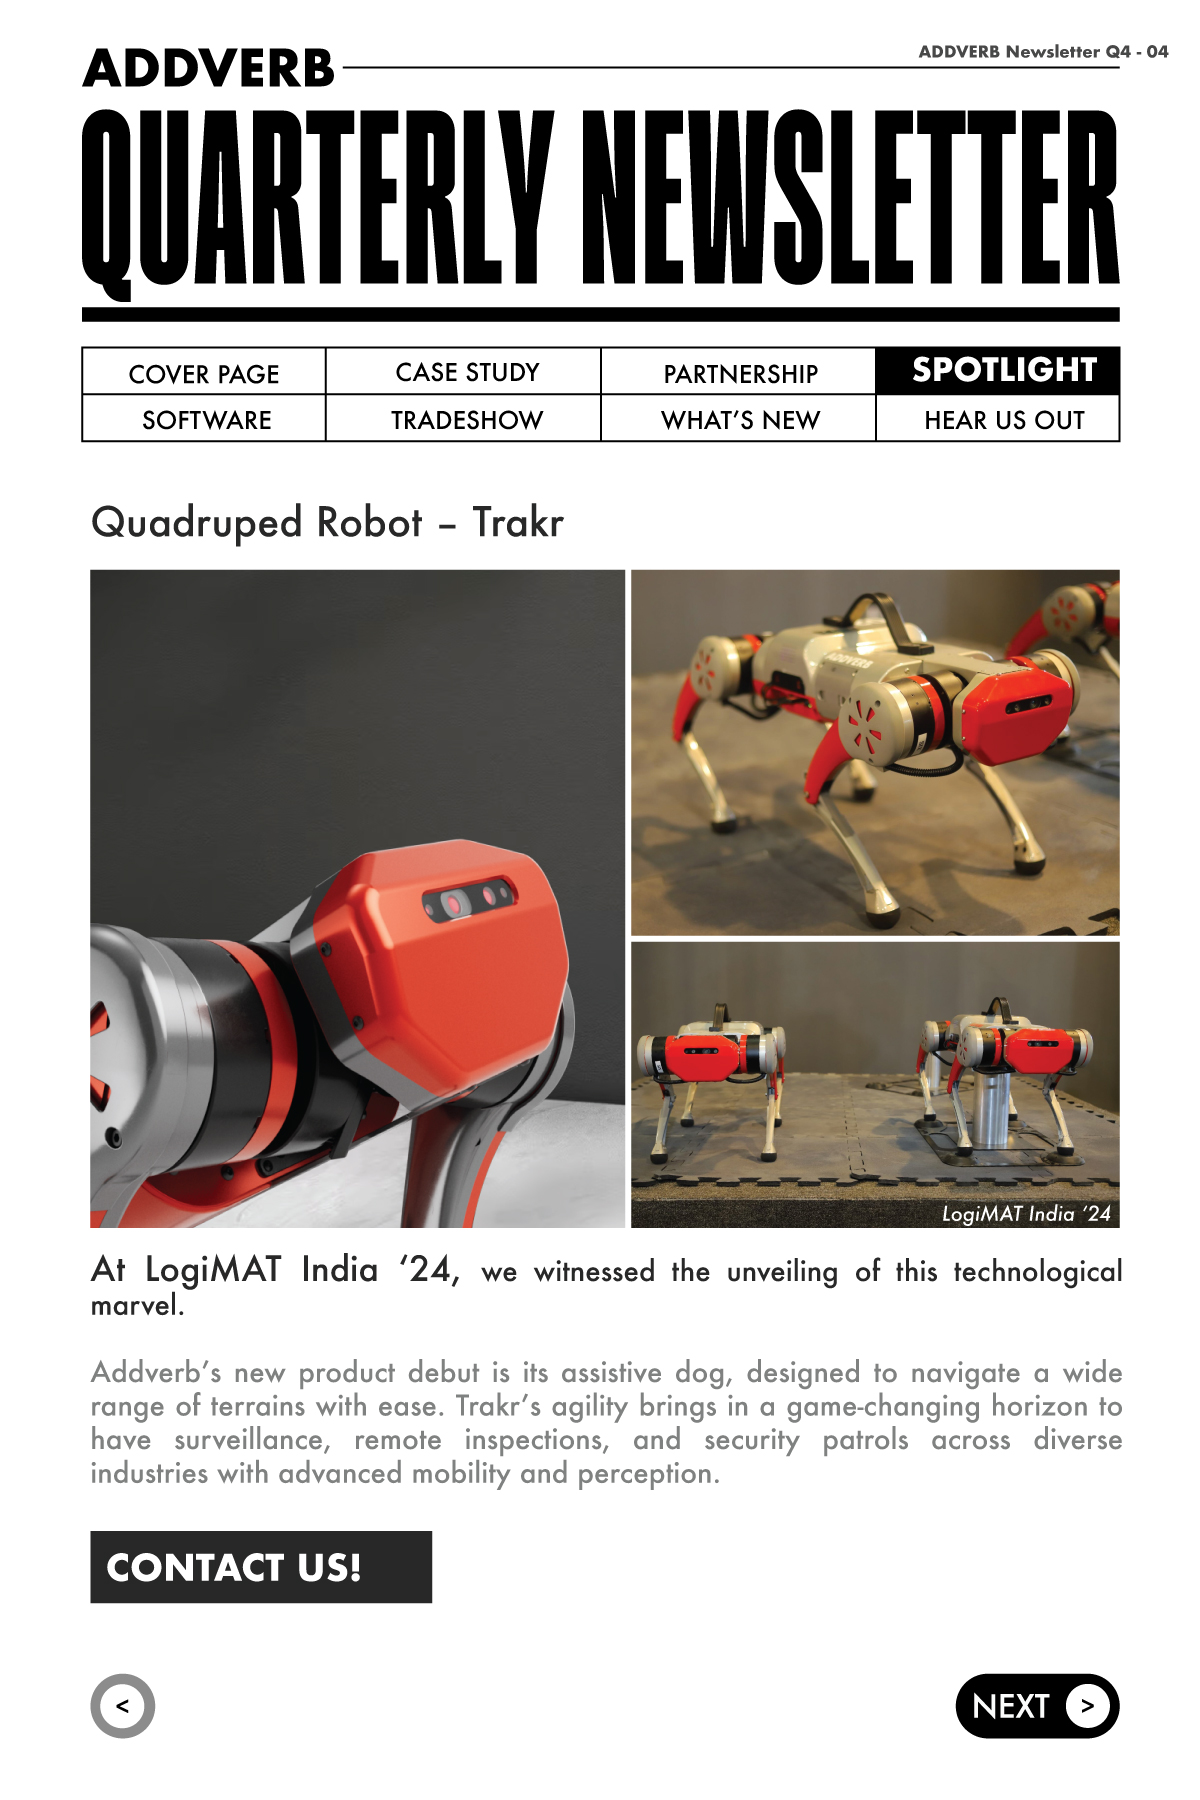 ADDVERB Newsletter Q4 - 04
ADDVERB
QUARTERLY NEWSLETTER
COVER PAGE
CASE STUDY
PARTNERSHIP
SPOTLIGHT
SOFTWARE
TRADESHOW
WHAT’S NEW
HEAR US OUT
Quadruped Robot – Trakr
ADDVERB
LogiMAT India ‘24
At LogiMAT India ‘24, we witnessed the unveiling of this technological
marvel.
Addverb’s new product debut is its assistive dog, designed to navigate a wide
range of terrains with ease. Trakr’s agility brings in a game-changing horizon to
have surveillance, remote inspections, and security patrols across diverse
industries with advanced mobility and perception.
CONTACT US!
<
NEXT >